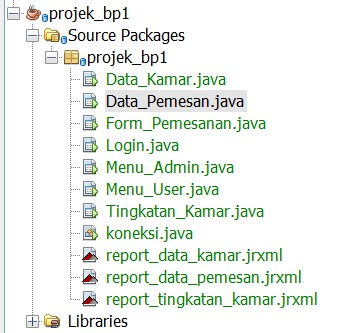 projek_bp1
Source Packages
projek_bp1
Data_Kamar.java
Data_Pemesan.java
Form_Pemesanan.java
Login.java
Menu_Admin.java
Menu_User.java
Tingkatan_Kamar.java
koneksi.java
report_data_kamar.jrxml
report_data_pemesan.jrxml
report_tingkatan_kamar.jrxml
Libraries